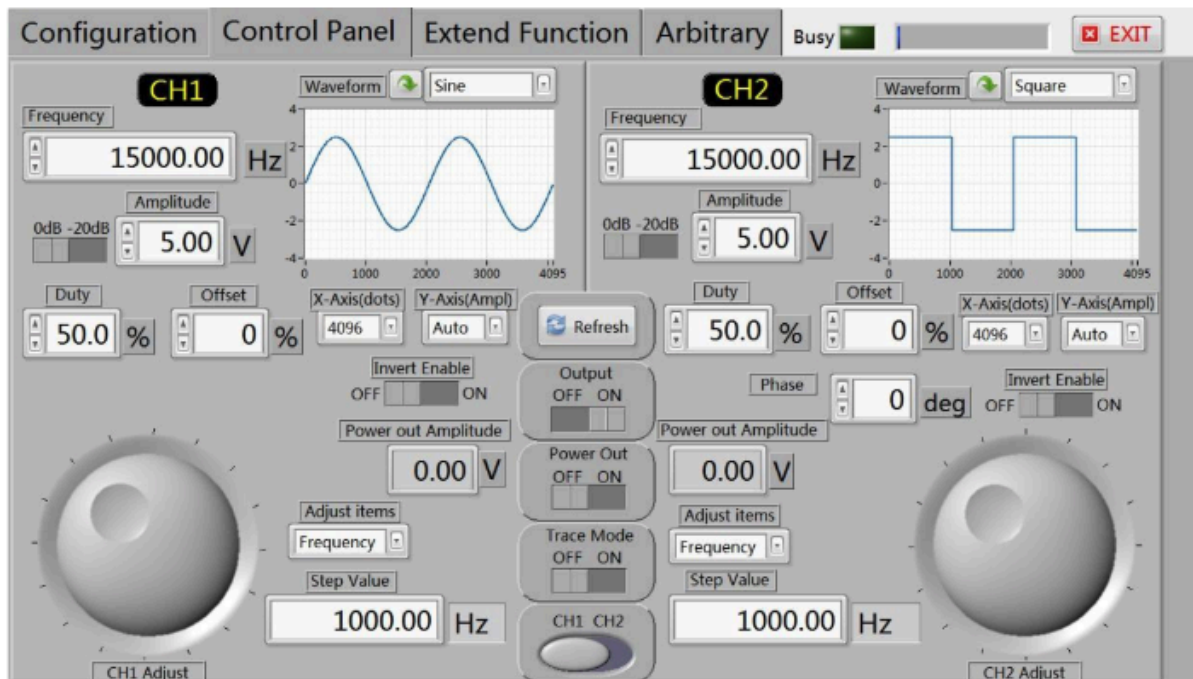 Configuration Control Panel Extend Function Arbitrary Busy EXIT
CH1
Waveform Sine
Frequency
15000.00 Hz
Amplitude
0dB -20dB
5.00 V
4
2
0
-2
-4
0 1000 2000 3000 4095
Duty Offset X-Axis(dots) Y-Axis(Ampl)
50.0 % 0 % 4096 Auto
Invert Enable
OFF ON
Power out Amplitude
0.00 V
Adjust items
Frequency
Step Value
1000.00 Hz
CH1 Adjust
Refresh
Output
OFF ON
Power Out
OFF ON
Trace Mode
OFF ON
CH1 CH2
CH2
Waveform Square
Frequency
15000.00 Hz
Amplitude
0dB -20dB
5.00 V
4
2
0
-2
-4
0 1000 2000 3000 4095
Duty Offset X-Axis(dots) Y-Axis(Ampl)
50.0 % 0 % 4096 Auto
Phase 0 deg
Invert Enable
OFF ON
Power out Amplitude
0.00 V
Adjust items
Frequency
Step Value
1000.00 Hz
CH2 Adjust